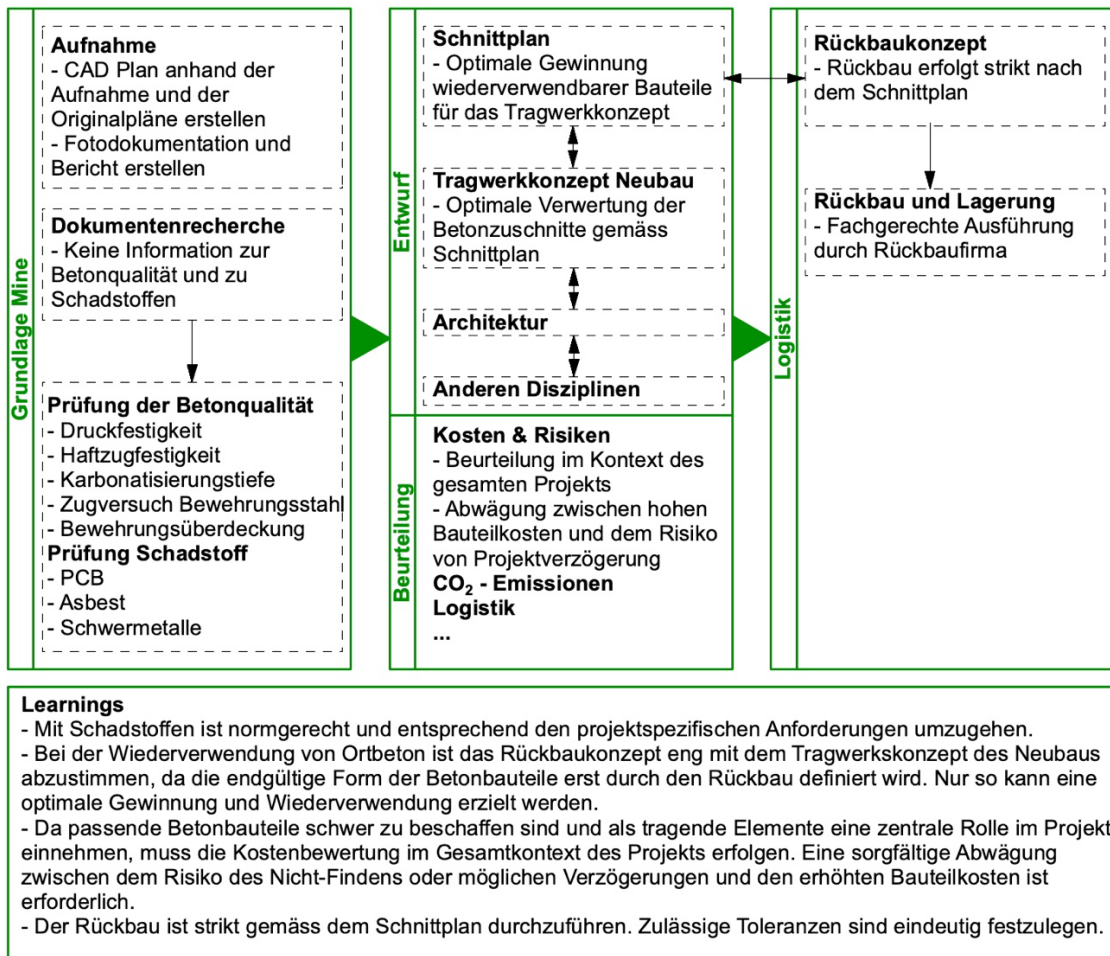 Grundlage Mine
Aufnahme
- CAD Plan anhand der
Aufnahme und der
Originalpläne erstellen
- Fotodokumentation und
Bericht erstellen
Dokumentenrecherche
- Keine Information zur
Betonqualität und zu
Schadstoffen
Prüfung der Betonqualität
- Druckfestigkeit
- Haftzugfestigkeit
- Karbonatisierungstiefe
- Zugversuch Bewehrungsstahl
- Bewehrungsüberdeckung
Prüfung Schadstoff
- PCB
- Asbest
- Schwermetalle
Entwurf
Schnittplan
- Optimale Gewinnung
wiederverwendbarer Bauteile
für das Tragwerkkonzept
Tragwerkkonzept Neubau
- Optimale Verwertung der
Betonzuschnitte gemäss
Schnittplan
Architektur
Anderen Disziplinen
Beurteilung
Kosten & Risiken
- Beurteilung im Kontext des
gesamten Projekts
- Abwägung zwischen hohen
Bauteilkosten und dem Risiko
von Projektverzögerung
CO₂ - Emissionen
Logistik
...
Logistik
Rückbaukonzept
- Rückbau erfolgt strikt nach
dem Schnittplan
Rückbau und Lagerung
- Fachgerechte Ausführung
durch Rückbaufirma
Learnings
- Mit Schadstoffen ist normgerecht und entsprechend den projektspezifischen Anforderungen umzugehen.
- Bei der Wiederverwendung von Ortbeton ist das Rückbaukonzept eng mit dem Tragwerkskonzept des Neubaus
abzustimmen, da die endgültige Form der Betonbauteile erst durch den Rückbau definiert wird. Nur so kann eine
optimale Gewinnung und Wiederverwendung erzielt werden.
- Da passende Betonbauteile schwer zu beschaffen sind und als tragende Elemente eine zentrale Rolle im Projekt
einnehmen, muss die Kostenbewertung im Gesamtkontext des Projekts erfolgen. Eine sorgfältige Abwägung
zwischen dem Risiko des Nicht-Findens oder möglichen Verzögerungen und den erhöhten Bauteilkosten ist
erforderlich.
- Der Rückbau ist strikt gemäss dem Schnittplan durchzuführen. Zulässige Toleranzen sind eindeutig festzulegen.